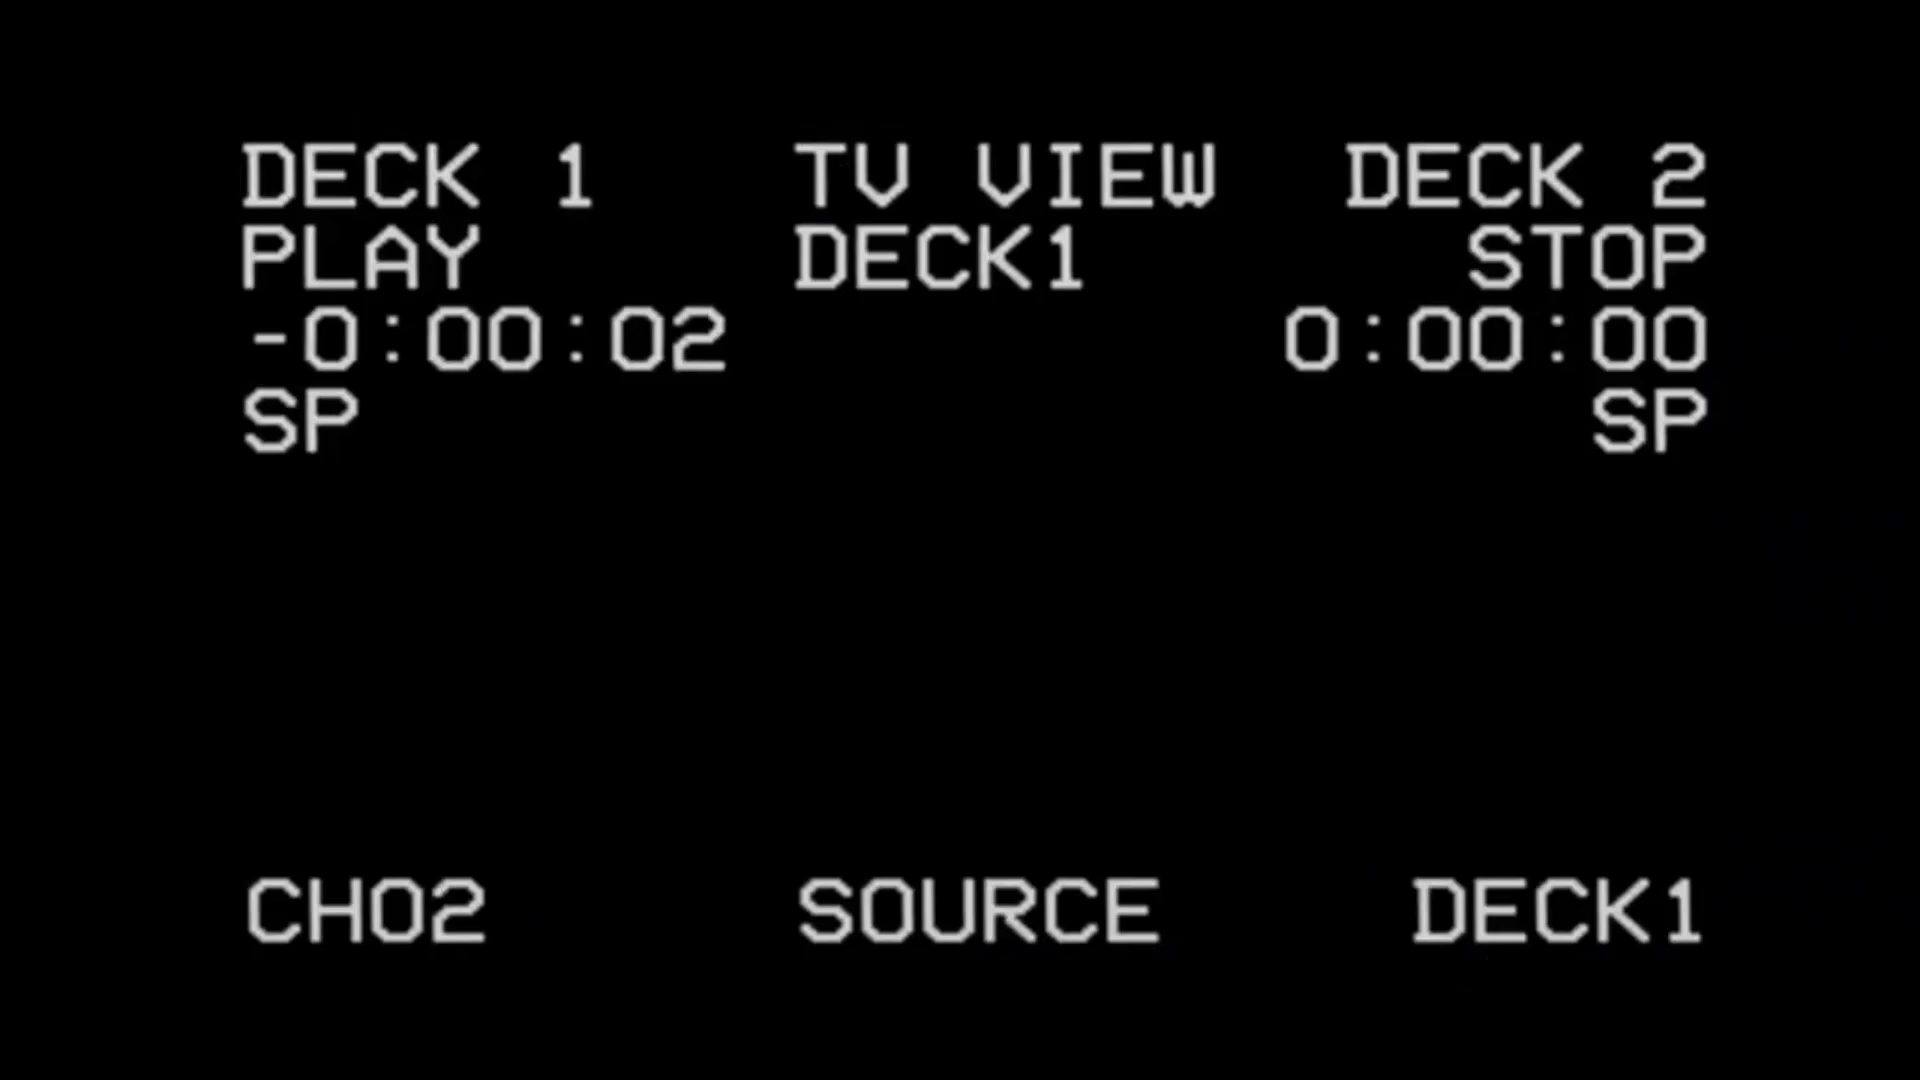 DECK 1 TV VIEW DECK 2
PLAY DECK1 STOP
-0:00:02 0:00:00
SP SP
CH02 SOURCE DECK1